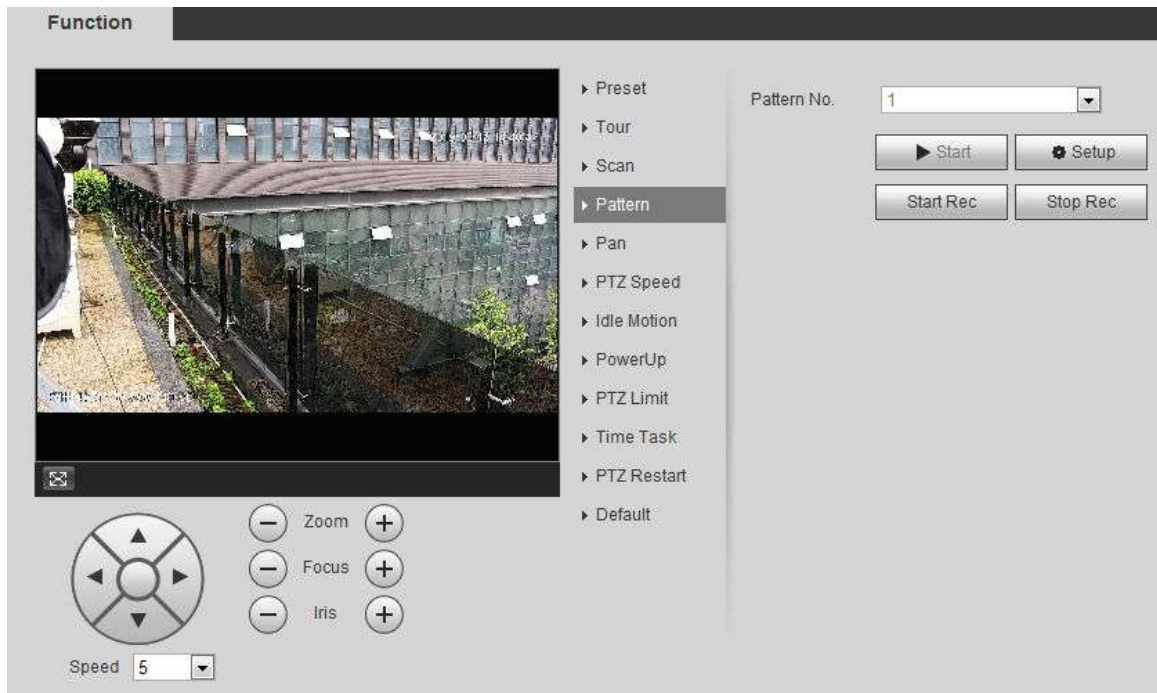 Function
Preset
Tour
Scan
Pattern
Pan
PTZ Speed
Idle Motion
PowerUp
PTZ Limit
Time Task
PTZ Restart
Default
Pattern No. 1
Start Setup
Start Rec Stop Rec
Zoom
Focus
Iris
Speed 5